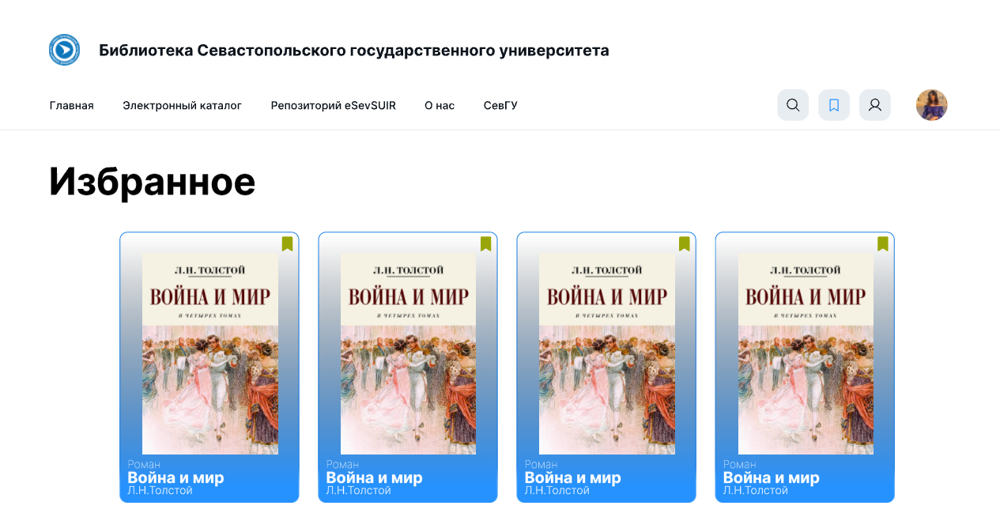 Библиотека Севастопольского государственного университета
Главная Электронный каталог Репозиторий eSevSUIR О нас СевГУ
Избранное
Л.Н. ТОЛСТОЙ
ВОЙНА И МИР
В ЧЕТЫРЕХ ТОМАХ
Роман
Война и мир
Л.Н.Толстой
Л.Н. ТОЛСТОЙ
ВОЙНА И МИР
В ЧЕТЫРЕХ ТОМАХ
Роман
Война и мир
Л.Н.Толстой
Л.Н. ТОЛСТОЙ
ВОЙНА И МИР
В ЧЕТЫРЕХ ТОМАХ
Роман
Война и мир
Л.Н.Толстой
Л.Н. ТОЛСТОЙ
ВОЙНА И МИР
В ЧЕТЫРЕХ ТОМАХ
Роман
Война и мир
Л.Н.Толстой